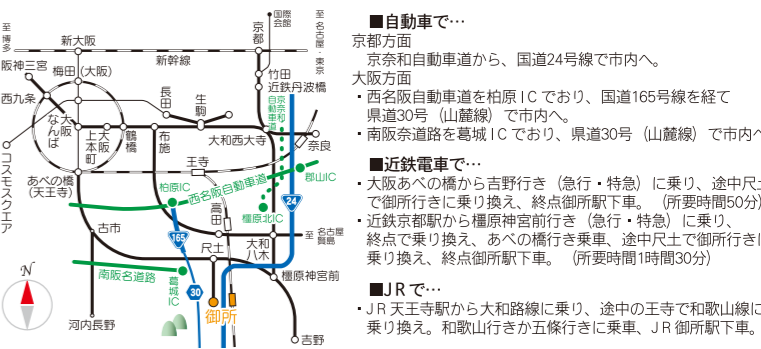 至博多
新大阪
新幹線
京都
国際会館
至名古屋・東京
阪神三宮
梅田(大阪)
竹田
近鉄丹波橋
西九条
大阪なんば
大阪上本町
鶴橋
長田
生駒
布施
京奈和自動車道
大和西大寺
奈良
コスモスクエア
あべの橋
(天王寺)
王寺
柏原IC
西名阪自動車道
郡山IC
24
高田
橿原北IC
古市
165
尺土
大和八木
至名古屋賢島
南阪名道路
葛城IC
30
橿原神宮前
N
御所
河内長野
吉野
■自動車で…
京都方面
京奈和自動車道から、国道24号線で市内へ。
大阪方面
・西名阪自動車道を柏原ICでおり、国道165号線を経て
県道30号（山麓線）で市内へ。
・南阪奈道路を葛城ICでおり、県道30号（山麓線）で市内へ
■近鉄電車で…
・大阪あべの橋から吉野行き（急行・特急）に乗り、途中尺土
で御所行きに乗り換え、終点御所駅下車。（所要時間50分）
・近鉄京都駅から橿原神宮前行き（急行・特急）に乗り、
終点で乗り換え、あべの橋行き乗車、途中尺土で御所行きに
乗り換え、終点御所駅下車。（所要時間1時間30分）
■JRで…
・JR天王寺駅から大和路線に乗り、途中の王寺で和歌山線に
乗り換え。和歌山行きか五條行きに乗車、JR御所駅下車。